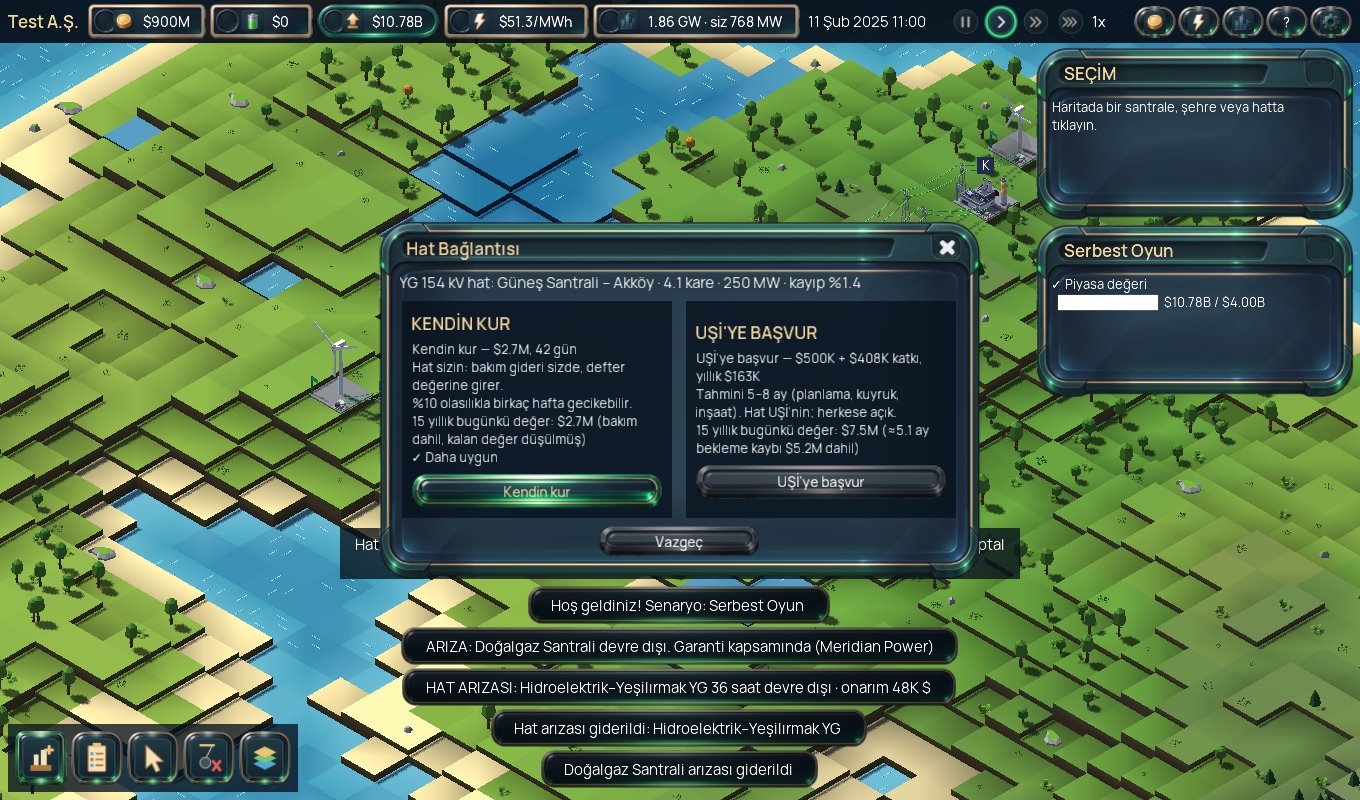 Test A.Ş.
$900M
$0
$10.78B
$51.3/MWh
1.86 GW · siz 768 MW
11 Şub 2025 11:00
1x
?
SEÇİM
Haritada bir santrale, şehre veya hatta
tıklayın.
K
Serbest Oyun
✓ Piyasa değeri
$10.78B / $4.00B
Hat Bağlantısı
YG 154 kV hat: Güneş Santrali – Akköy · 4.1 kare · 250 MW · kayıp %1.4
KENDİN KUR
Kendin kur — $2.7M, 42 gün
Hat sizin: bakım gideri sizde, defter
değerine girer.
%10 olasılıkla birkaç hafta gecikebilir.
15 yıllık bugünkü değer: $2.7M (bakım
dahil, kalan değer düşülmüş)
✓ Daha uygun
Kendin kur
UŞİ'YE BAŞVUR
UŞİ'ye başvur — $500K + $408K katkı,
yıllık $163K
Tahmini 5–8 ay (planlama, kuyruk,
inşaat). Hat UŞİ'nin; herkese açık.
15 yıllık bugünkü değer: $7.5M (≈5.1 ay
bekleme kaybı $5.2M dahil)
UŞİ'ye başvur
Vazgeç
Hat
ptal
Hoş geldiniz! Senaryo: Serbest Oyun
ARIZA: Doğalgaz Santrali devre dışı. Garanti kapsamında (Meridian Power)
HAT ARIZASI: Hidroelektrik–Yeşilırmak YG 36 saat devre dışı · onarım 48K $
Hat arızası giderildi: Hidroelektrik–Yeşilırmak YG
Doğalgaz Santrali arızası giderildi